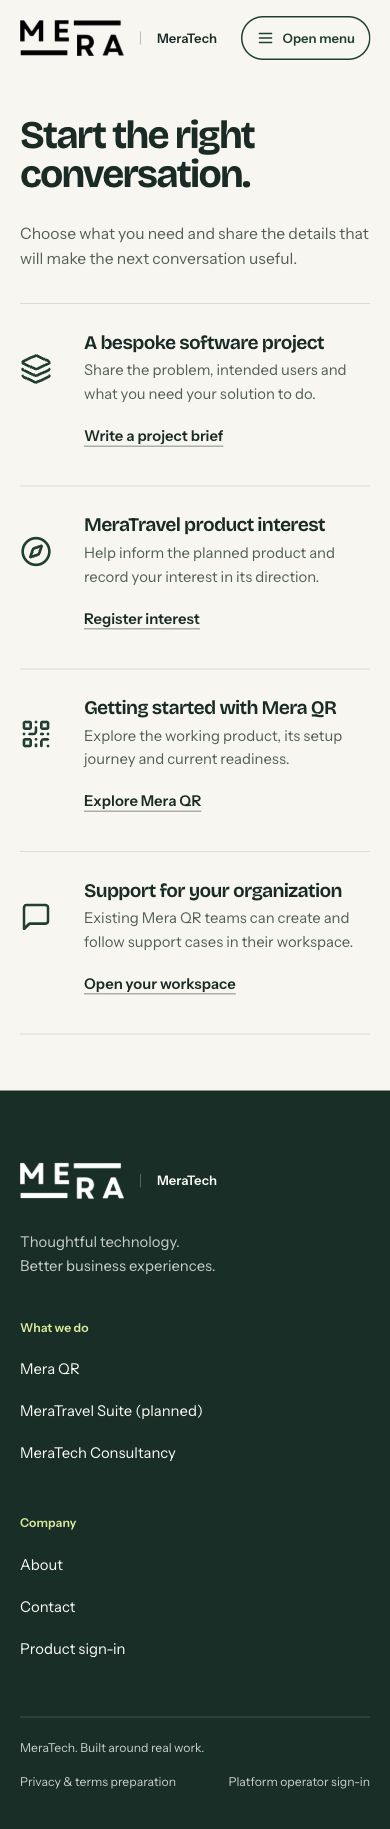 MERA
MeraTech
Open menu
Start the right
conversation.
Choose what you need and share the details that
will make the next conversation useful.
A bespoke software project
Share the problem, intended users and
what you need your solution to do.
Write a project brief
MeraTravel product interest
Help inform the planned product and
record your interest in its direction.
Register interest
Getting started with Mera QR
Explore the working product, its setup
journey and current readiness.
Explore Mera QR
Support for your organization
Existing Mera QR teams can create and
follow support cases in their workspace.
Open your workspace
MERA
MeraTech
Thoughtful technology.
Better business experiences.
What we do
Mera QR
MeraTravel Suite (planned)
MeraTech Consultancy
Company
About
Contact
Product sign-in
MeraTech. Built around real work.
Privacy & terms preparation
Platform operator sign-in